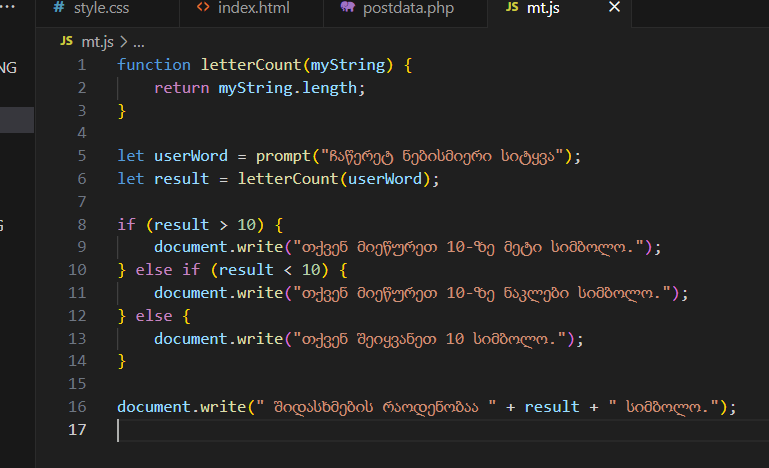 # style.css <> index.html postdata.php JS mt.js ×
NG
JS mt.js > ...
1 function letterCount(myString) {
2 return myString.length;
3 }
4
5 let userWord = prompt("ჩაწერეტ ნებისმიერი სიტყვა");
6 let result = letterCount(userWord);
7
8 if (result > 10) {
9 document.write("თქვენ მიეწურეთ 10-ზე მეტი სიმბოლო.");
10 } else if (result < 10) {
11 document.write("თქვენ მიეწურეთ 10-ზე ნაკლები სიმბოლო.");
12 } else {
13 document.write("თქვენ შეიყვანეთ 10 სიმბოლო.");
14 }
15
16 document.write(" შიდასხმების რაოდენობაა " + result + " სიმბოლო.");
17